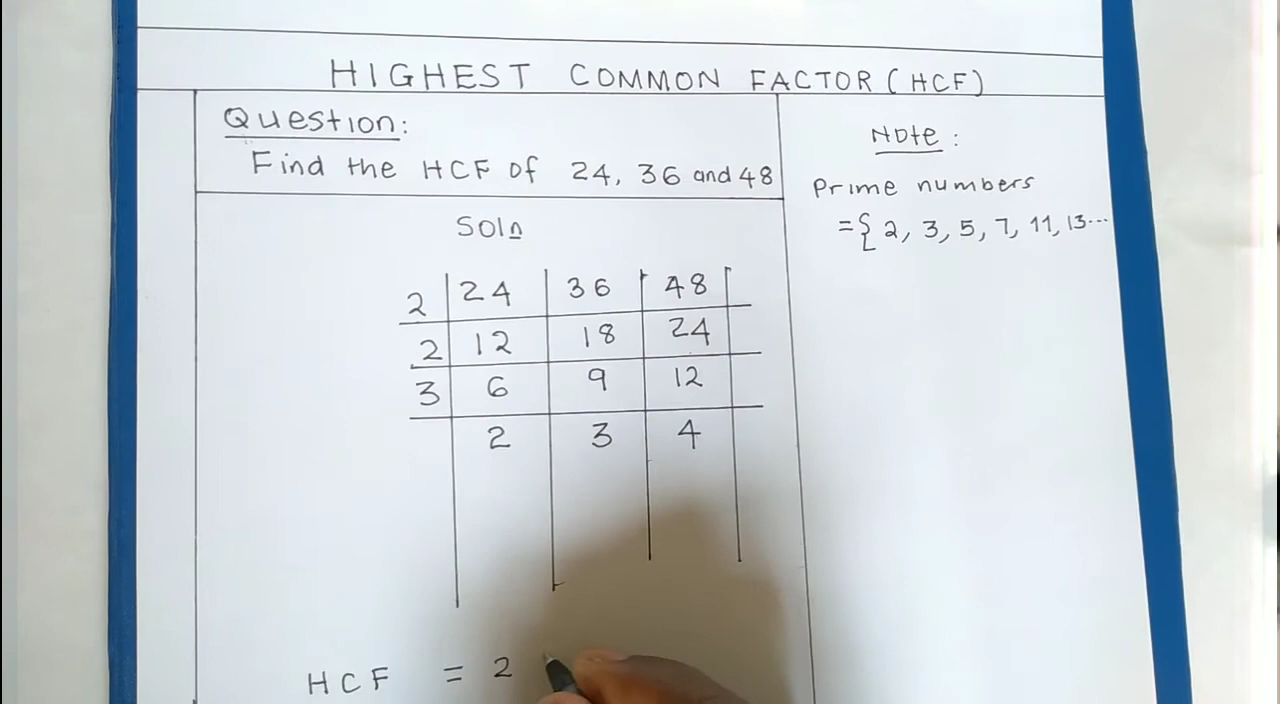 HIGHEST COMMON FACTOR (HCF)
Question:
Find the HCF of 24, 36 and 48
Soln
2 24 36 48
2 12 18 24
3 6 9 12
2 3 4
HCF = 2
Note:
Prime numbers
={ 2, 3, 5, 7, 11, 13...